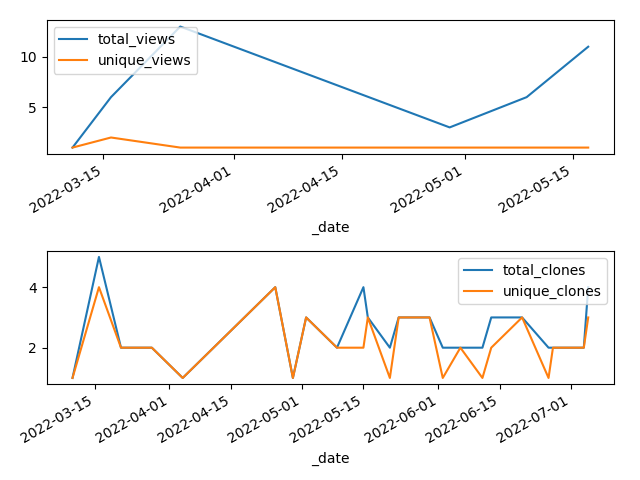 total_views
unique_views
10
5
2022-03-15
2022-04-01
2022-04-15
2022-05-01
2022-05-15
_date
total_clones
unique_clones
4
2
2022-03-15
2022-04-01
2022-04-15
2022-05-01
2022-05-15
2022-06-01
2022-06-15
2022-07-01
_date